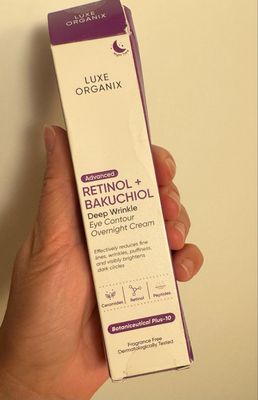 LUXE
ORGANIX
LUXE
ORGANIX
Advanced
RETINOL +
BAKUCHIOL
Deep Wrinkle
Eye Contour
Overnight Cream
Effectively reduces fine
lines, wrinkles, puffiness,
and visibly brightens
dark circles
Ceramides
Retinol
Peptides
Botaniceutical Plus-10
Fragrance Free
Dermatologically Tested